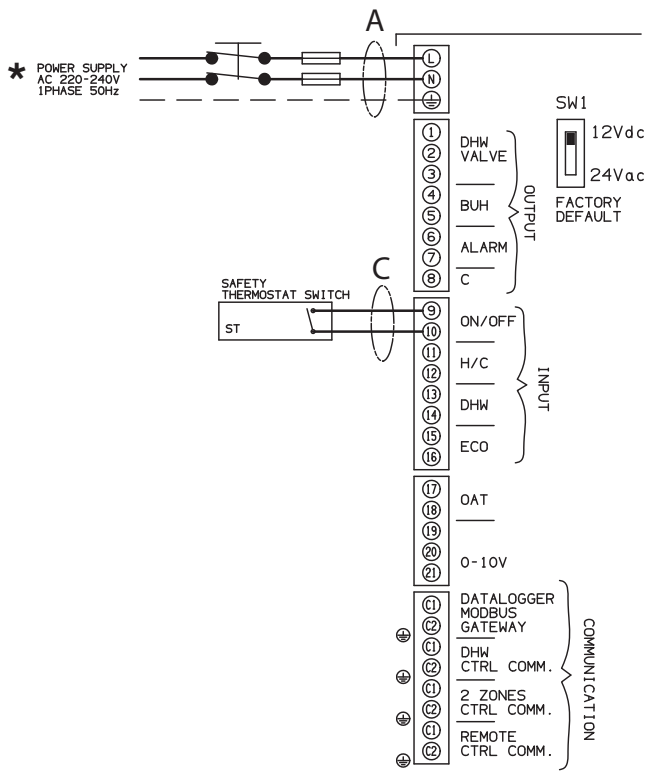 A
*
POWER SUPPLY
AC 220-240V
1PHASE 50Hz
L
N
SW1
12Vdc
24Vac
FACTORY
DEFAULT
1
2
3
DHW
VALVE
4
5
BUH
6
7
ALARM
8
C
OUTPUT
C
SAFETY
THERMOSTAT SWITCH
ST
9
10
ON/OFF
11
12
H/C
13
14
DHW
15
16
ECO
INPUT
17
18
OAT
19
20
21
0-10V
C1
C2
DATALOGGER
MODBUS
GATEWAY
C1
C2
DHW
CTRL COMM.
C1
C2
2 ZONES
CTRL COMM.
C1
C2
REMOTE
CTRL COMM.
COMMUNICATION